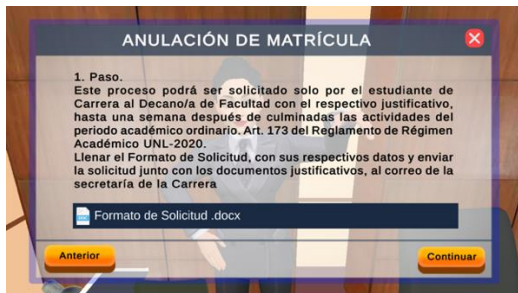 ANULACIÓN DE MATRÍCULA
1. Paso.
Este proceso podrá ser solicitado solo por el estudiante de
Carrera al Decano/a de Facultad con el respectivo justificativo,
hasta una semana después de culminadas las actividades del
periodo académico ordinario. Art. 173 del Reglamento de Régimen
Académico UNL-2020.
Llenar el Formato de Solicitud, con sus respectivos datos y enviar
la solicitud junto con los documentos justificativos, al correo de la
secretaría de la Carrera
Formato de Solicitud .docx
Anterior
Continuar